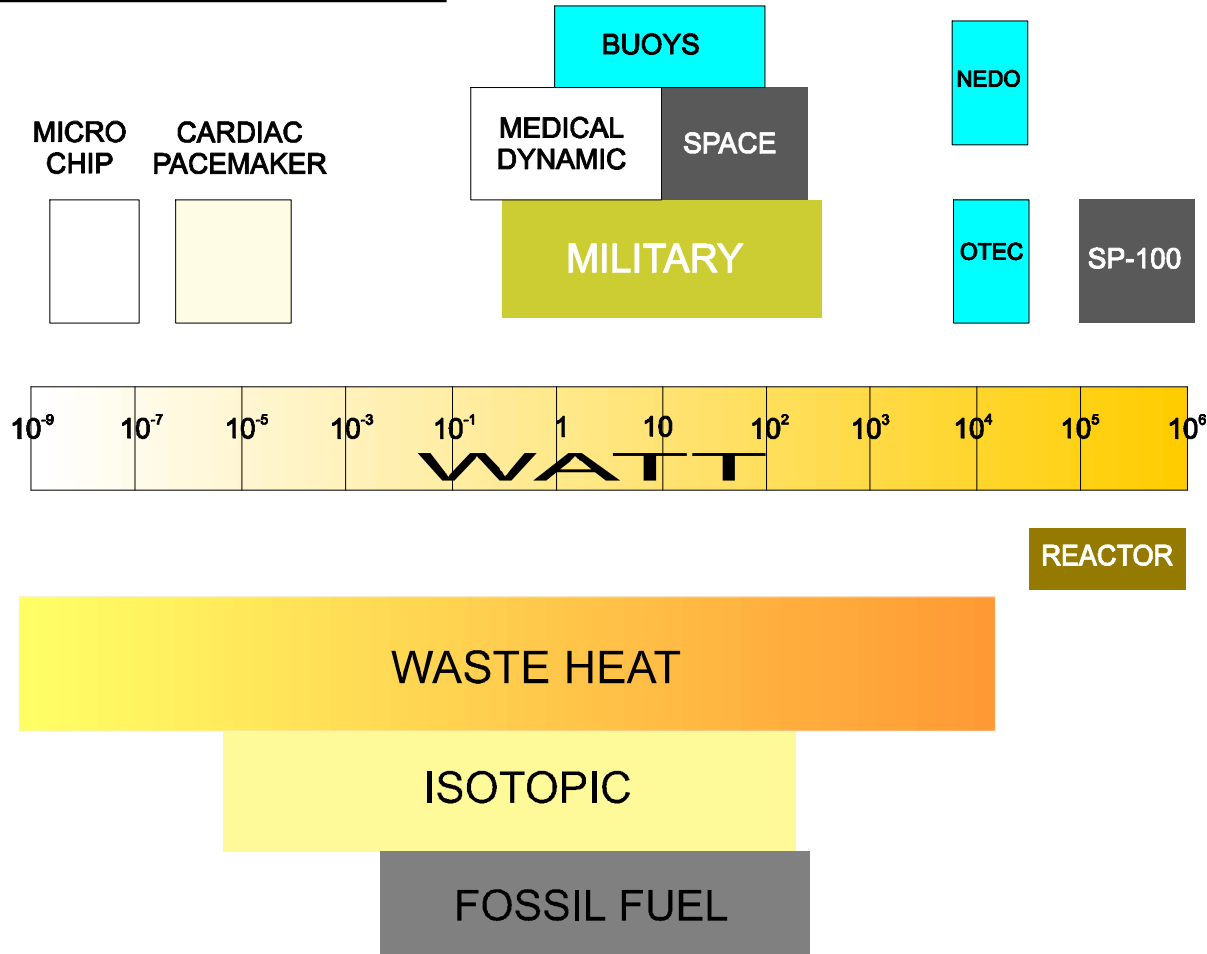 BUOYS
NEDO
MICRO
CHIP
CARDIAC
PACEMAKER
MEDICAL
DYNAMIC
SPACE
MILITARY
OTEC
SP-100
10⁻⁹ 10⁻⁷ 10⁻⁵ 10⁻³ 10⁻¹ 1 10 10² 10³ 10⁴ 10⁵ 10⁶
WATT
REACTOR
WASTE HEAT
ISOTOPIC
FOSSIL FUEL